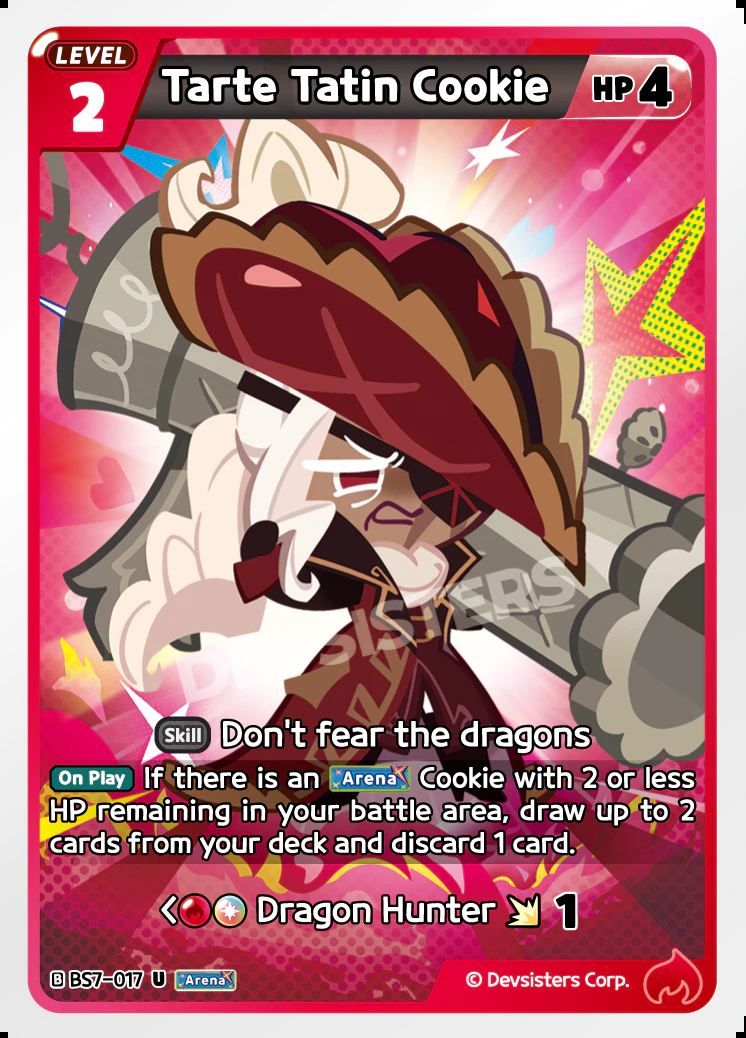 LEVEL
2
Tarte Tatin Cookie
HP 4
DEVSISTERS
Skill Don't fear the dragons
On Play If there is an Arena Cookie with 2 or less
HP remaining in your battle area, draw up to 2
cards from your deck and discard 1 card.
Dragon Hunter 1
B BS7-017 U Arena
© Devsisters Corp.